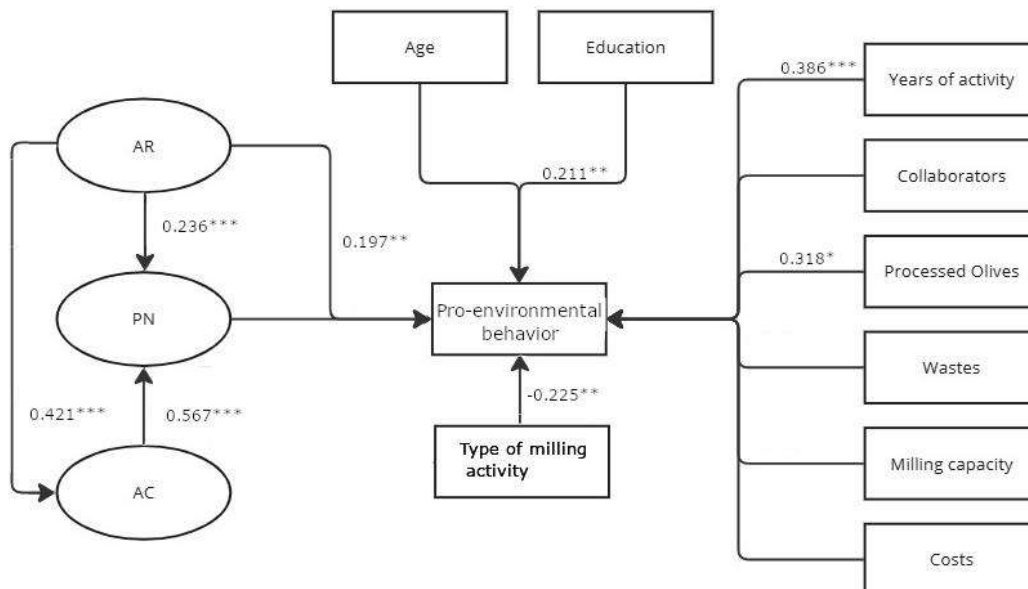 Age
Education
0.386***
Years of activity
AR
Collaborators
0.211**
0.236***
0.197**
0.318*
Processed Olives
PN
Pro-environmental
behavior
Wastes
-0.225**
0.421***
0.567***
Type of milling
activity
Milling capacity
AC
Costs